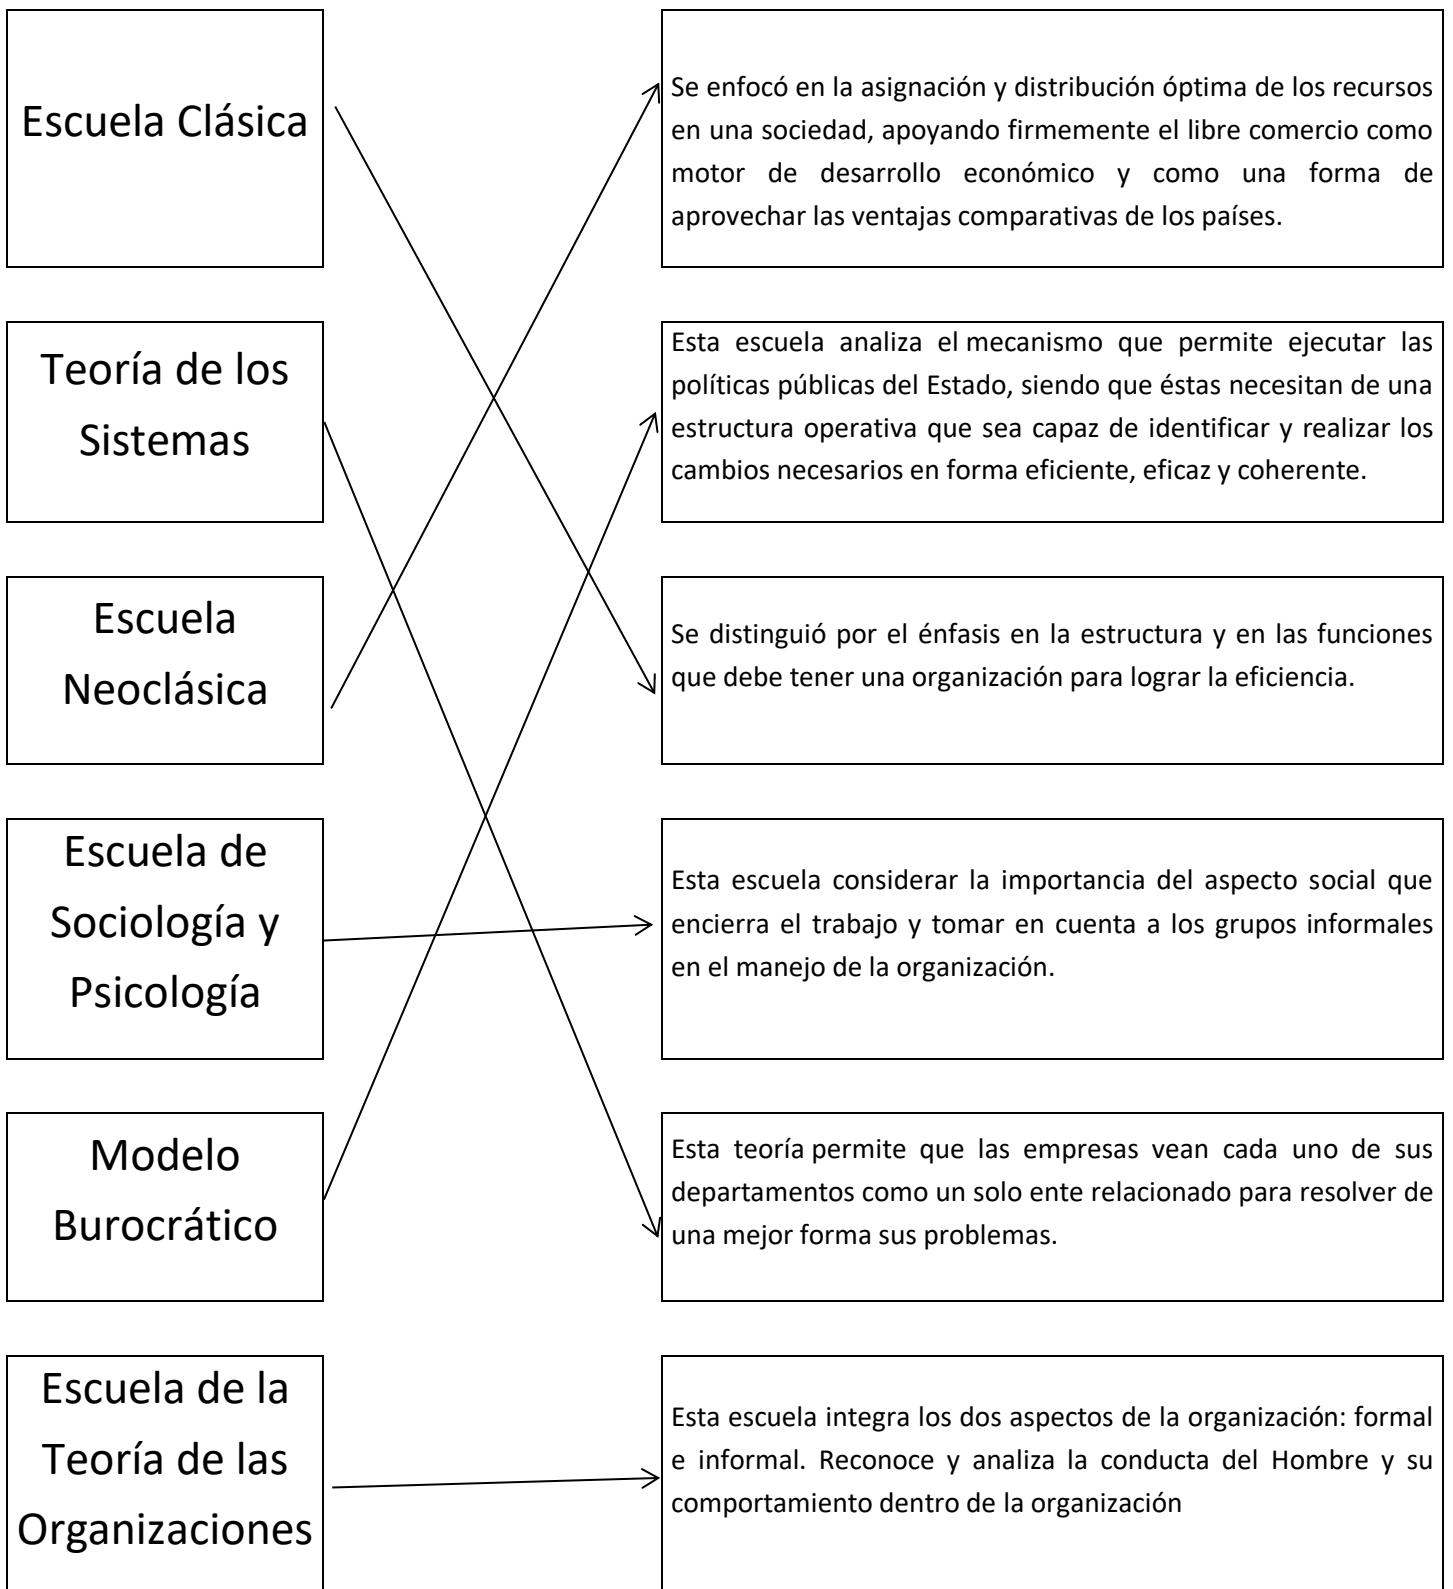 Escuela Clásica
Se enfocó en la asignación y distribución óptima de los recursos
en una sociedad, apoyando firmemente el libre comercio como
motor de desarrollo económico y como una forma de
aprovechar las ventajas comparativas de los países.
Teoría de los
Sistemas
Esta escuela analiza el mecanismo que permite ejecutar las
políticas públicas del Estado, siendo que éstas necesitan de una
estructura operativa que sea capaz de identificar y realizar los
cambios necesarios en forma eficiente, eficaz y coherente.
Escuela
Neoclásica
Se distinguió por el énfasis en la estructura y en las funciones
que debe tener una organización para lograr la eficiencia.
Escuela de
Sociología y
Psicología
Esta escuela considerar la importancia del aspecto social que
encierra el trabajo y tomar en cuenta a los grupos informales
en el manejo de la organización.
Modelo
Burocrático
Esta teoría permite que las empresas vean cada uno de sus
departamentos como un solo ente relacionado para resolver de
una mejor forma sus problemas.
Escuela de la
Teoría de las
Organizaciones
Esta escuela integra los dos aspectos de la organización: formal
e informal. Reconoce y analiza la conducta del Hombre y su
comportamiento dentro de la organización